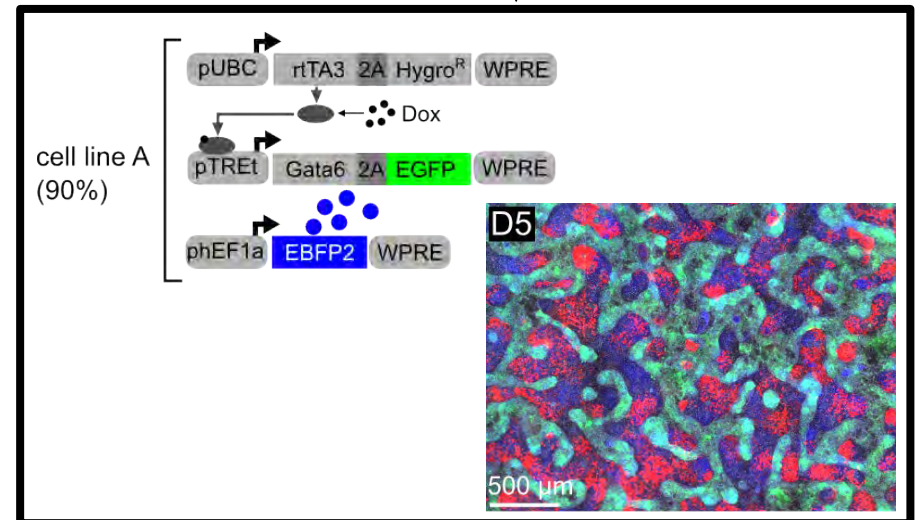 pUBC rtTA3 2A Hygroᴿ WPRE
Dox
cell line A
(90%)
pTREt Gata6 2A EGFP WPRE
phEF1a EBFP2 WPRE
D5
500 µm